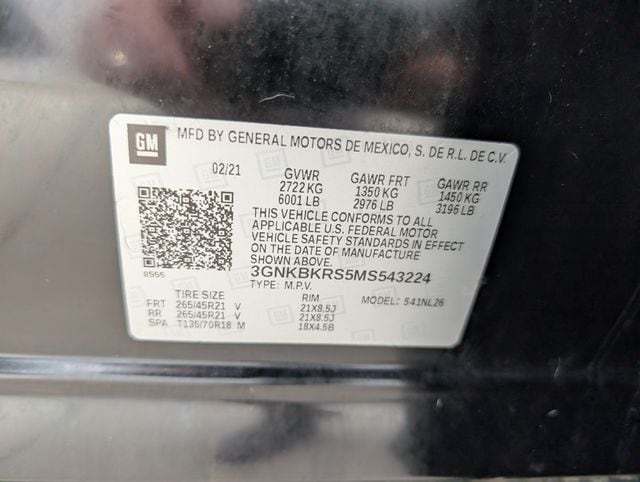 GM MFD BY GENERAL MOTORS DE MEXICO, S. DE R.L. DE C.V.
02/21 GVWR GAWR FRT GAWR RR
2722 KG 1350 KG 1450 KG
6001 LB 2976 LB 3196 LB
THIS VEHICLE CONFORMS TO ALL
APPLICABLE U.S. FEDERAL MOTOR
VEHICLE SAFETY STANDARDS IN EFFECT
ON THE DATE OF MANUFACTURE
SHOWN ABOVE.
8555 3GNKBKRS5MS543224
TYPE: M.P.V.
TIRE SIZE RIM MODEL: 541NL26
FRT 265/45R21 V 21X8.5J
RR 265/45R21 V 21X8.5J
SPA T135/70R18 M 18X4.5B